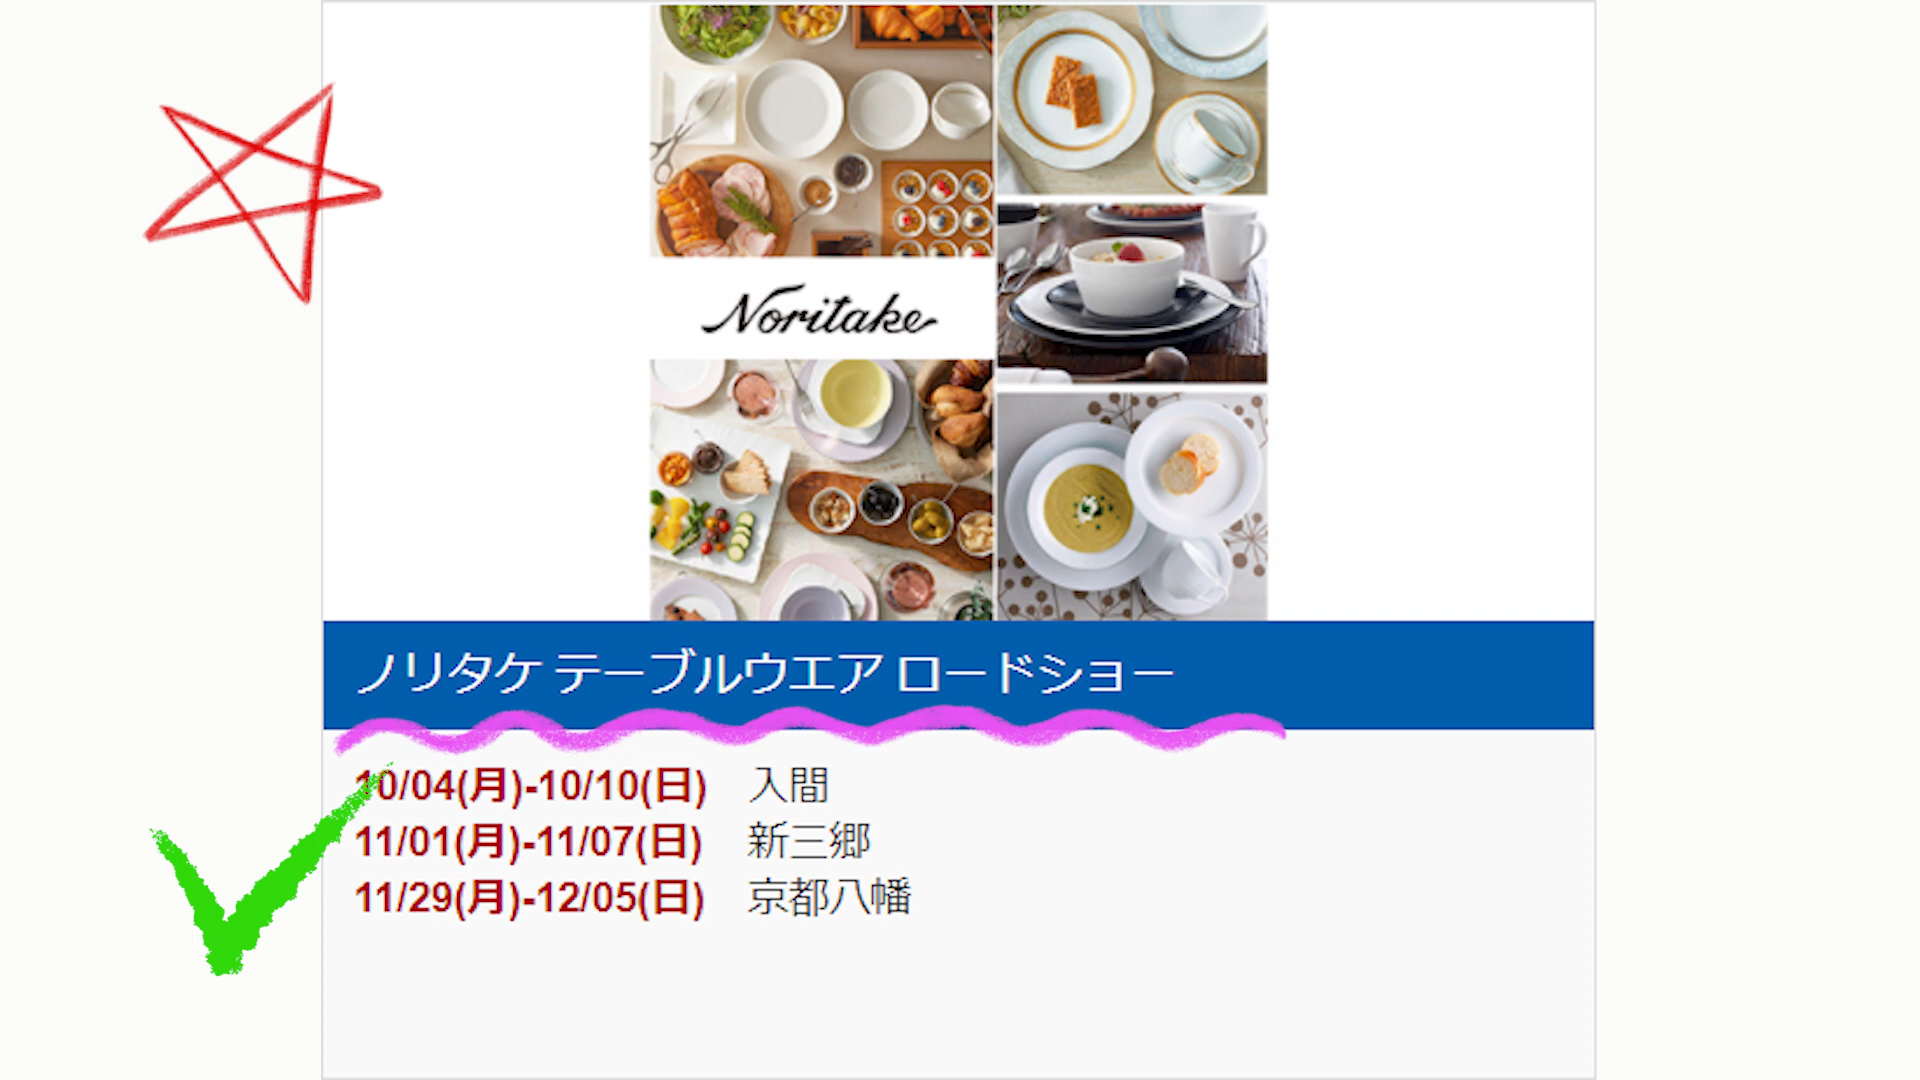 Noritake
ノリタケ テーブルウエア ロードショー
10/04(月)-10/10(日) 入間
11/01(月)-11/07(日) 新三郷
11/29(月)-12/05(日) 京都八幡